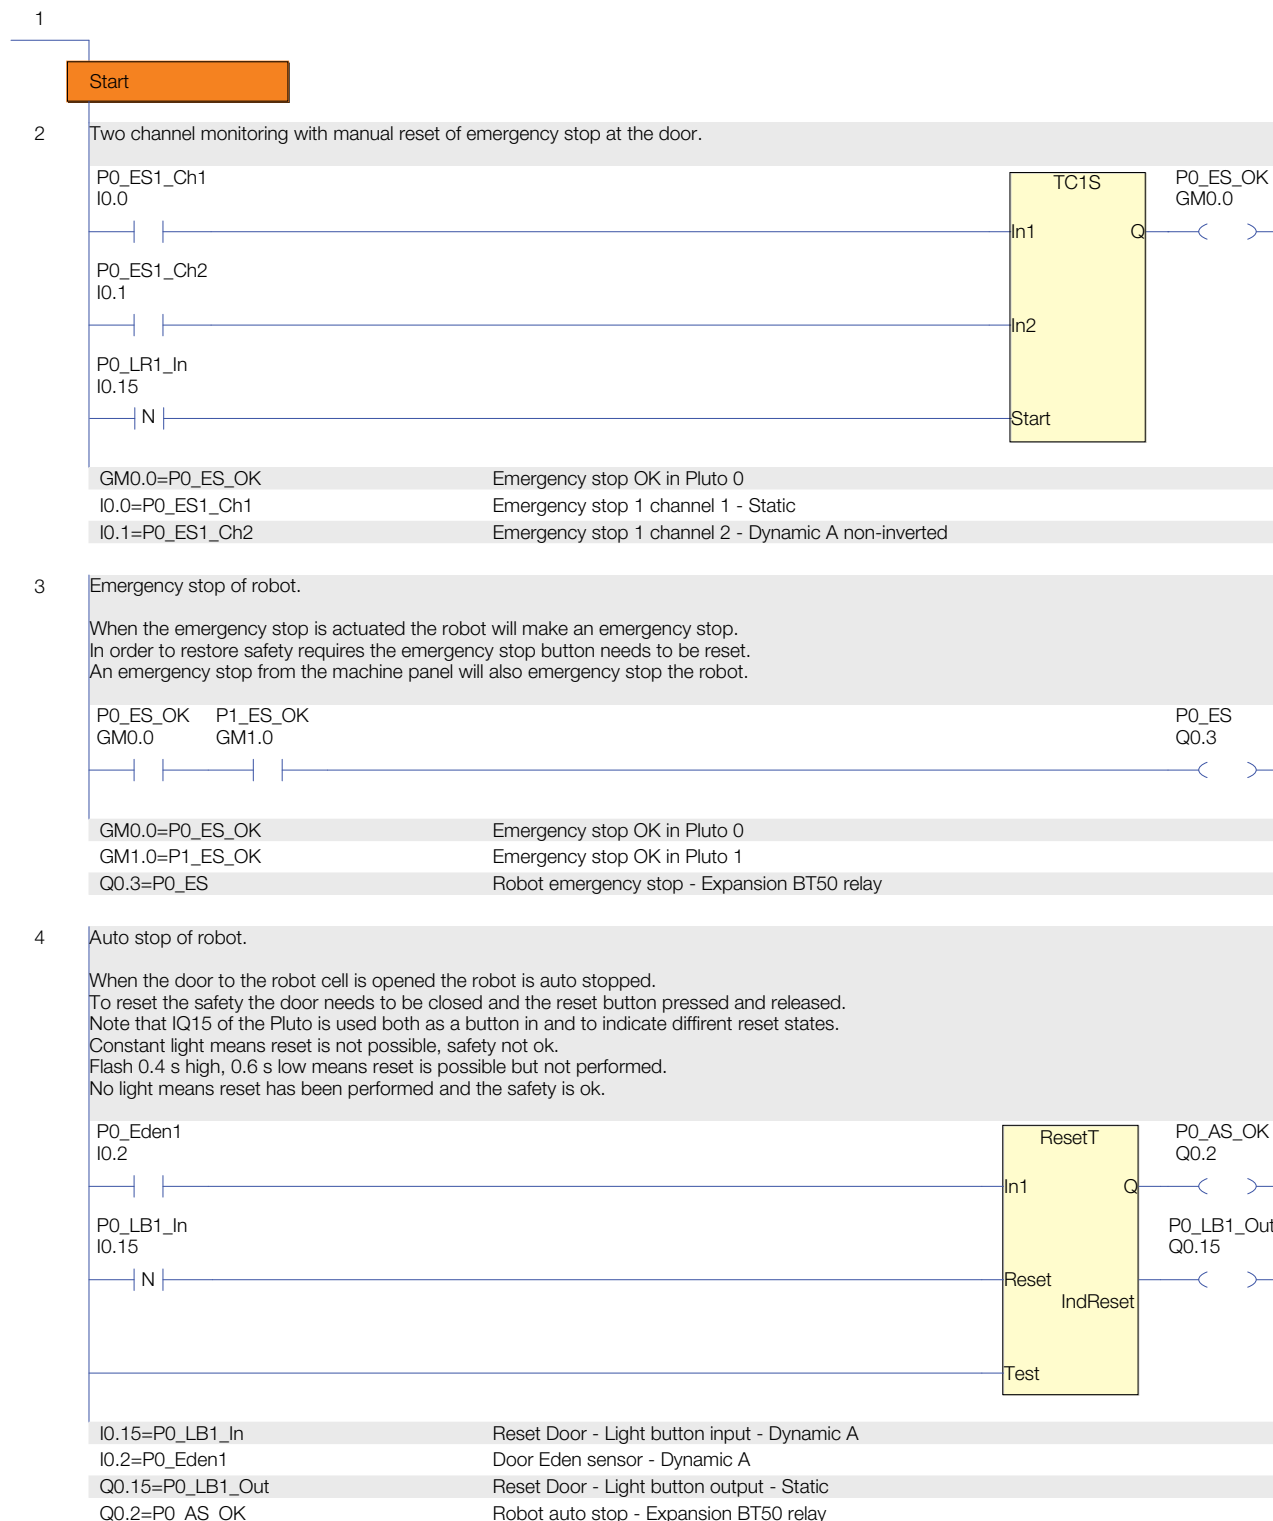 1
Start
2 Two channel monitoring with manual reset of emergency stop at the door.
P0_ES1_Ch1
I0.0
TC1S
P0_ES_OK
GM0.0
In1 Q
P0_ES1_Ch2
I0.1
In2
P0_LR1_In
I0.15
N
Start
GM0.0=P0_ES_OK Emergency stop OK in Pluto 0
I0.0=P0_ES1_Ch1 Emergency stop 1 channel 1 - Static
I0.1=P0_ES1_Ch2 Emergency stop 1 channel 2 - Dynamic A non-inverted
3 Emergency stop of robot.
When the emergency stop is actuated the robot will make an emergency stop.
In order to restore safety requires the emergency stop button needs to be reset.
An emergency stop from the machine panel will also emergency stop the robot.
P0_ES_OK P1_ES_OK P0_ES
GM0.0 GM1.0 Q0.3
GM0.0=P0_ES_OK Emergency stop OK in Pluto 0
GM1.0=P1_ES_OK Emergency stop OK in Pluto 1
Q0.3=P0_ES Robot emergency stop - Expansion BT50 relay
4 Auto stop of robot.
When the door to the robot cell is opened the robot is auto stopped.
To reset the safety the door needs to be closed and the reset button pressed and released.
Note that IQ15 of the Pluto is used both as a button in and to indicate diffirent reset states.
Constant light means reset is not possible, safety not ok.
Flash 0.4 s high, 0.6 s low means reset is possible but not performed.
No light means reset has been performed and the safety is ok.
P0_Eden1
I0.2
ResetT
P0_AS_OK
Q0.2
In1 Q
P0_LB1_In
I0.15
P0_LB1_Out
Q0.15
N
Reset
IndReset
Test
I0.15=P0_LB1_In Reset Door - Light button input - Dynamic A
I0.2=P0_Eden1 Door Eden sensor - Dynamic A
Q0.15=P0_LB1_Out Reset Door - Light button output - Static
Q0.2=P0_AS_OK Robot auto stop - Expansion BT50 relay